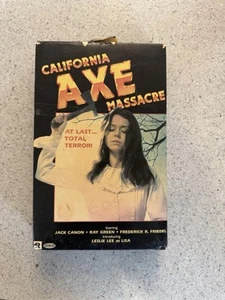 CALIFORNIA
AXE
MASSACRE
AT LAST...
TOTAL
TERROR!
Starring
JACK CANON • RAY GREEN • FREDERICK R. FRIEDEL
Introducing
LESLIE LEE as LISA